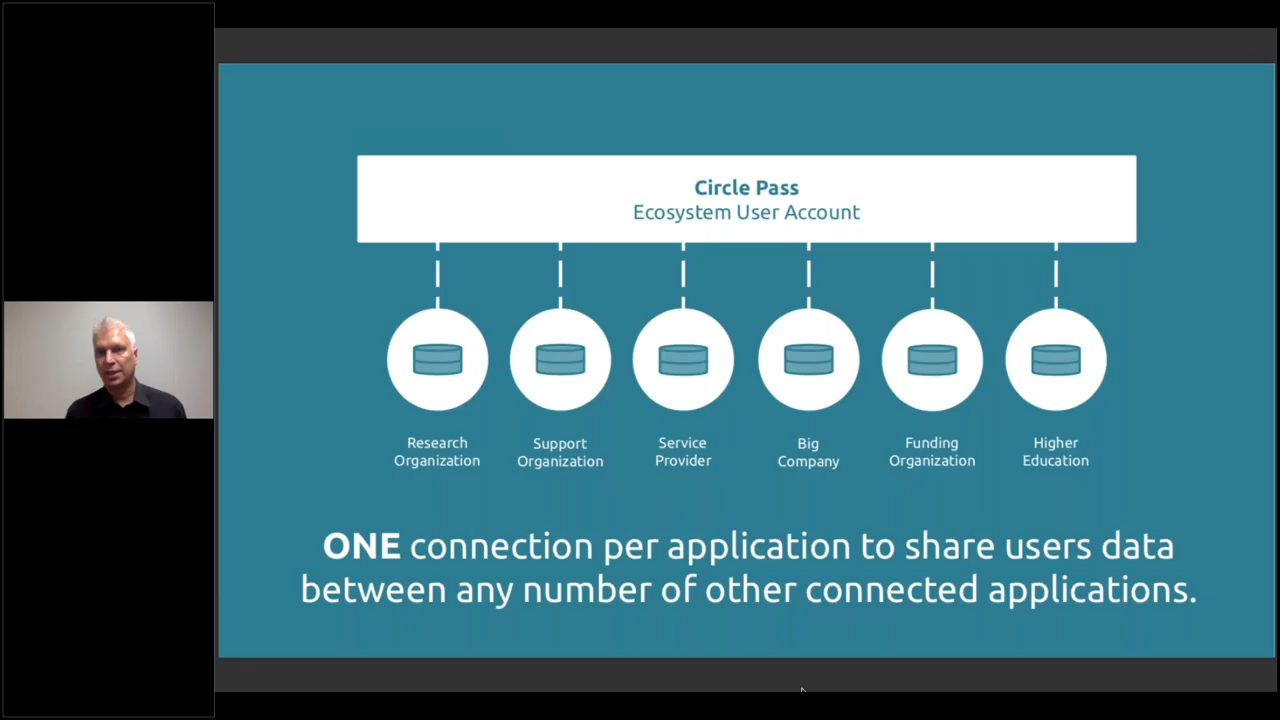 Circle Pass
Ecosystem User Account
Research
Organization
Support
Organization
Service
Provider
Big
Company
Funding
Organization
Higher
Education
ONE connection per application to share users data
between any number of other connected applications.